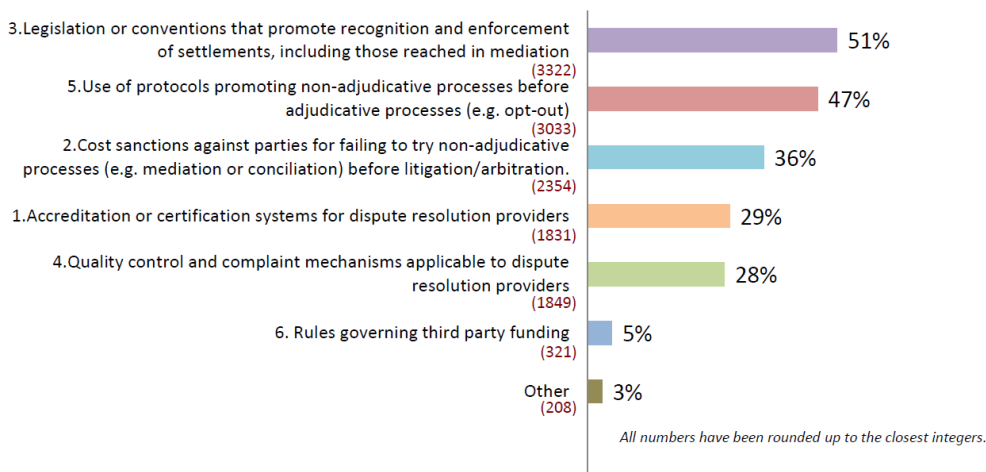 3.Legislation or conventions that promote recognition and enforcement
of settlements, including those reached in mediation
(3322)
51%
5.Use of protocols promoting non-adjudicative processes before
adjudicative processes (e.g. opt-out)
(3033)
47%
2.Cost sanctions against parties for failing to try non-adjudicative
processes (e.g. mediation or conciliation) before litigation/arbitration.
(2354)
36%
1.Accreditation or certification systems for dispute resolution providers
(1831)
29%
4.Quality control and complaint mechanisms applicable to dispute
resolution providers
(1849)
28%
6. Rules governing third party funding
(321)
5%
Other
(208)
3%
All numbers have been rounded up to the closest integers.